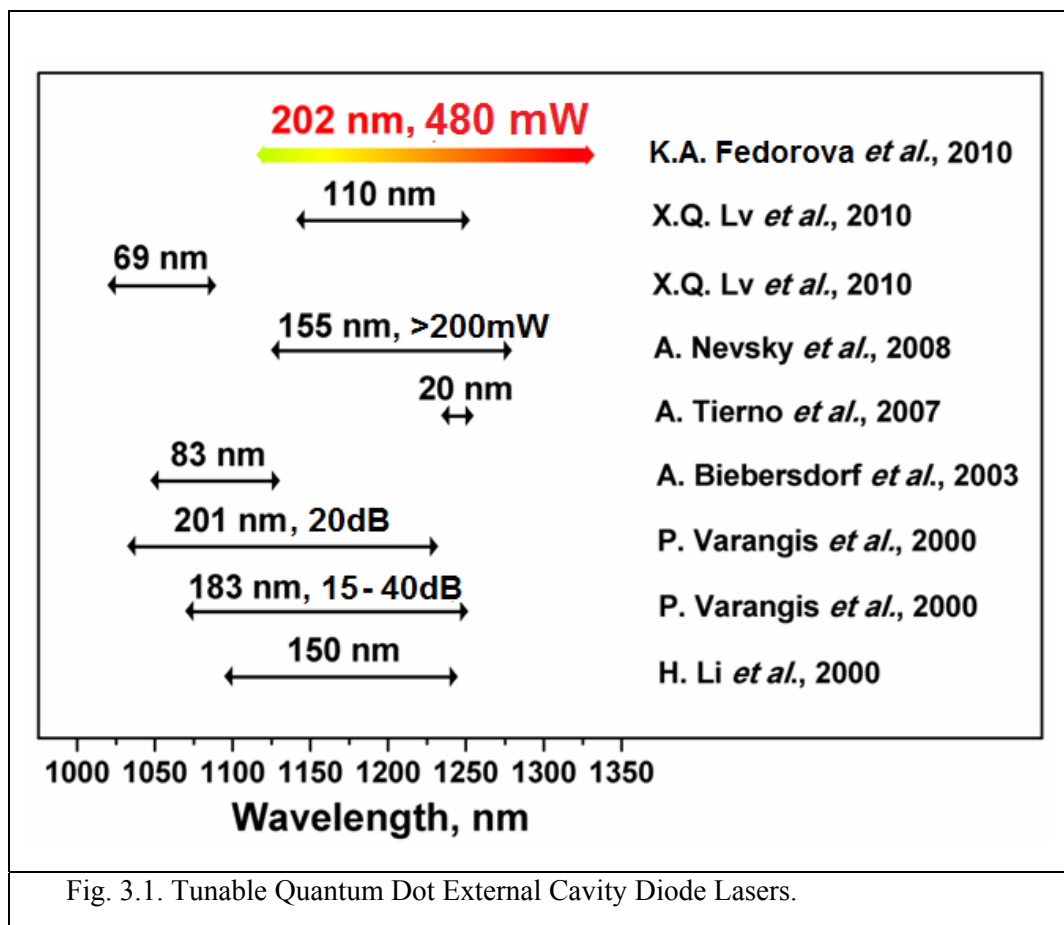 202 nm, 480 mW
K.A. Fedorova et al., 2010
110 nm
X.Q. Lv et al., 2010
69 nm
X.Q. Lv et al., 2010
155 nm, >200mW
A. Nevsky et al., 2008
20 nm
A. Tierno et al., 2007
83 nm
A. Biebersdorf et al., 2003
201 nm, 20dB
P. Varangis et al., 2000
183 nm, 15-40dB
P. Varangis et al., 2000
150 nm
H. Li et al., 2000
1000 1050 1100 1150 1200 1250 1300 1350
Wavelength, nm
Fig. 3.1. Tunable Quantum Dot External Cavity Diode Lasers.